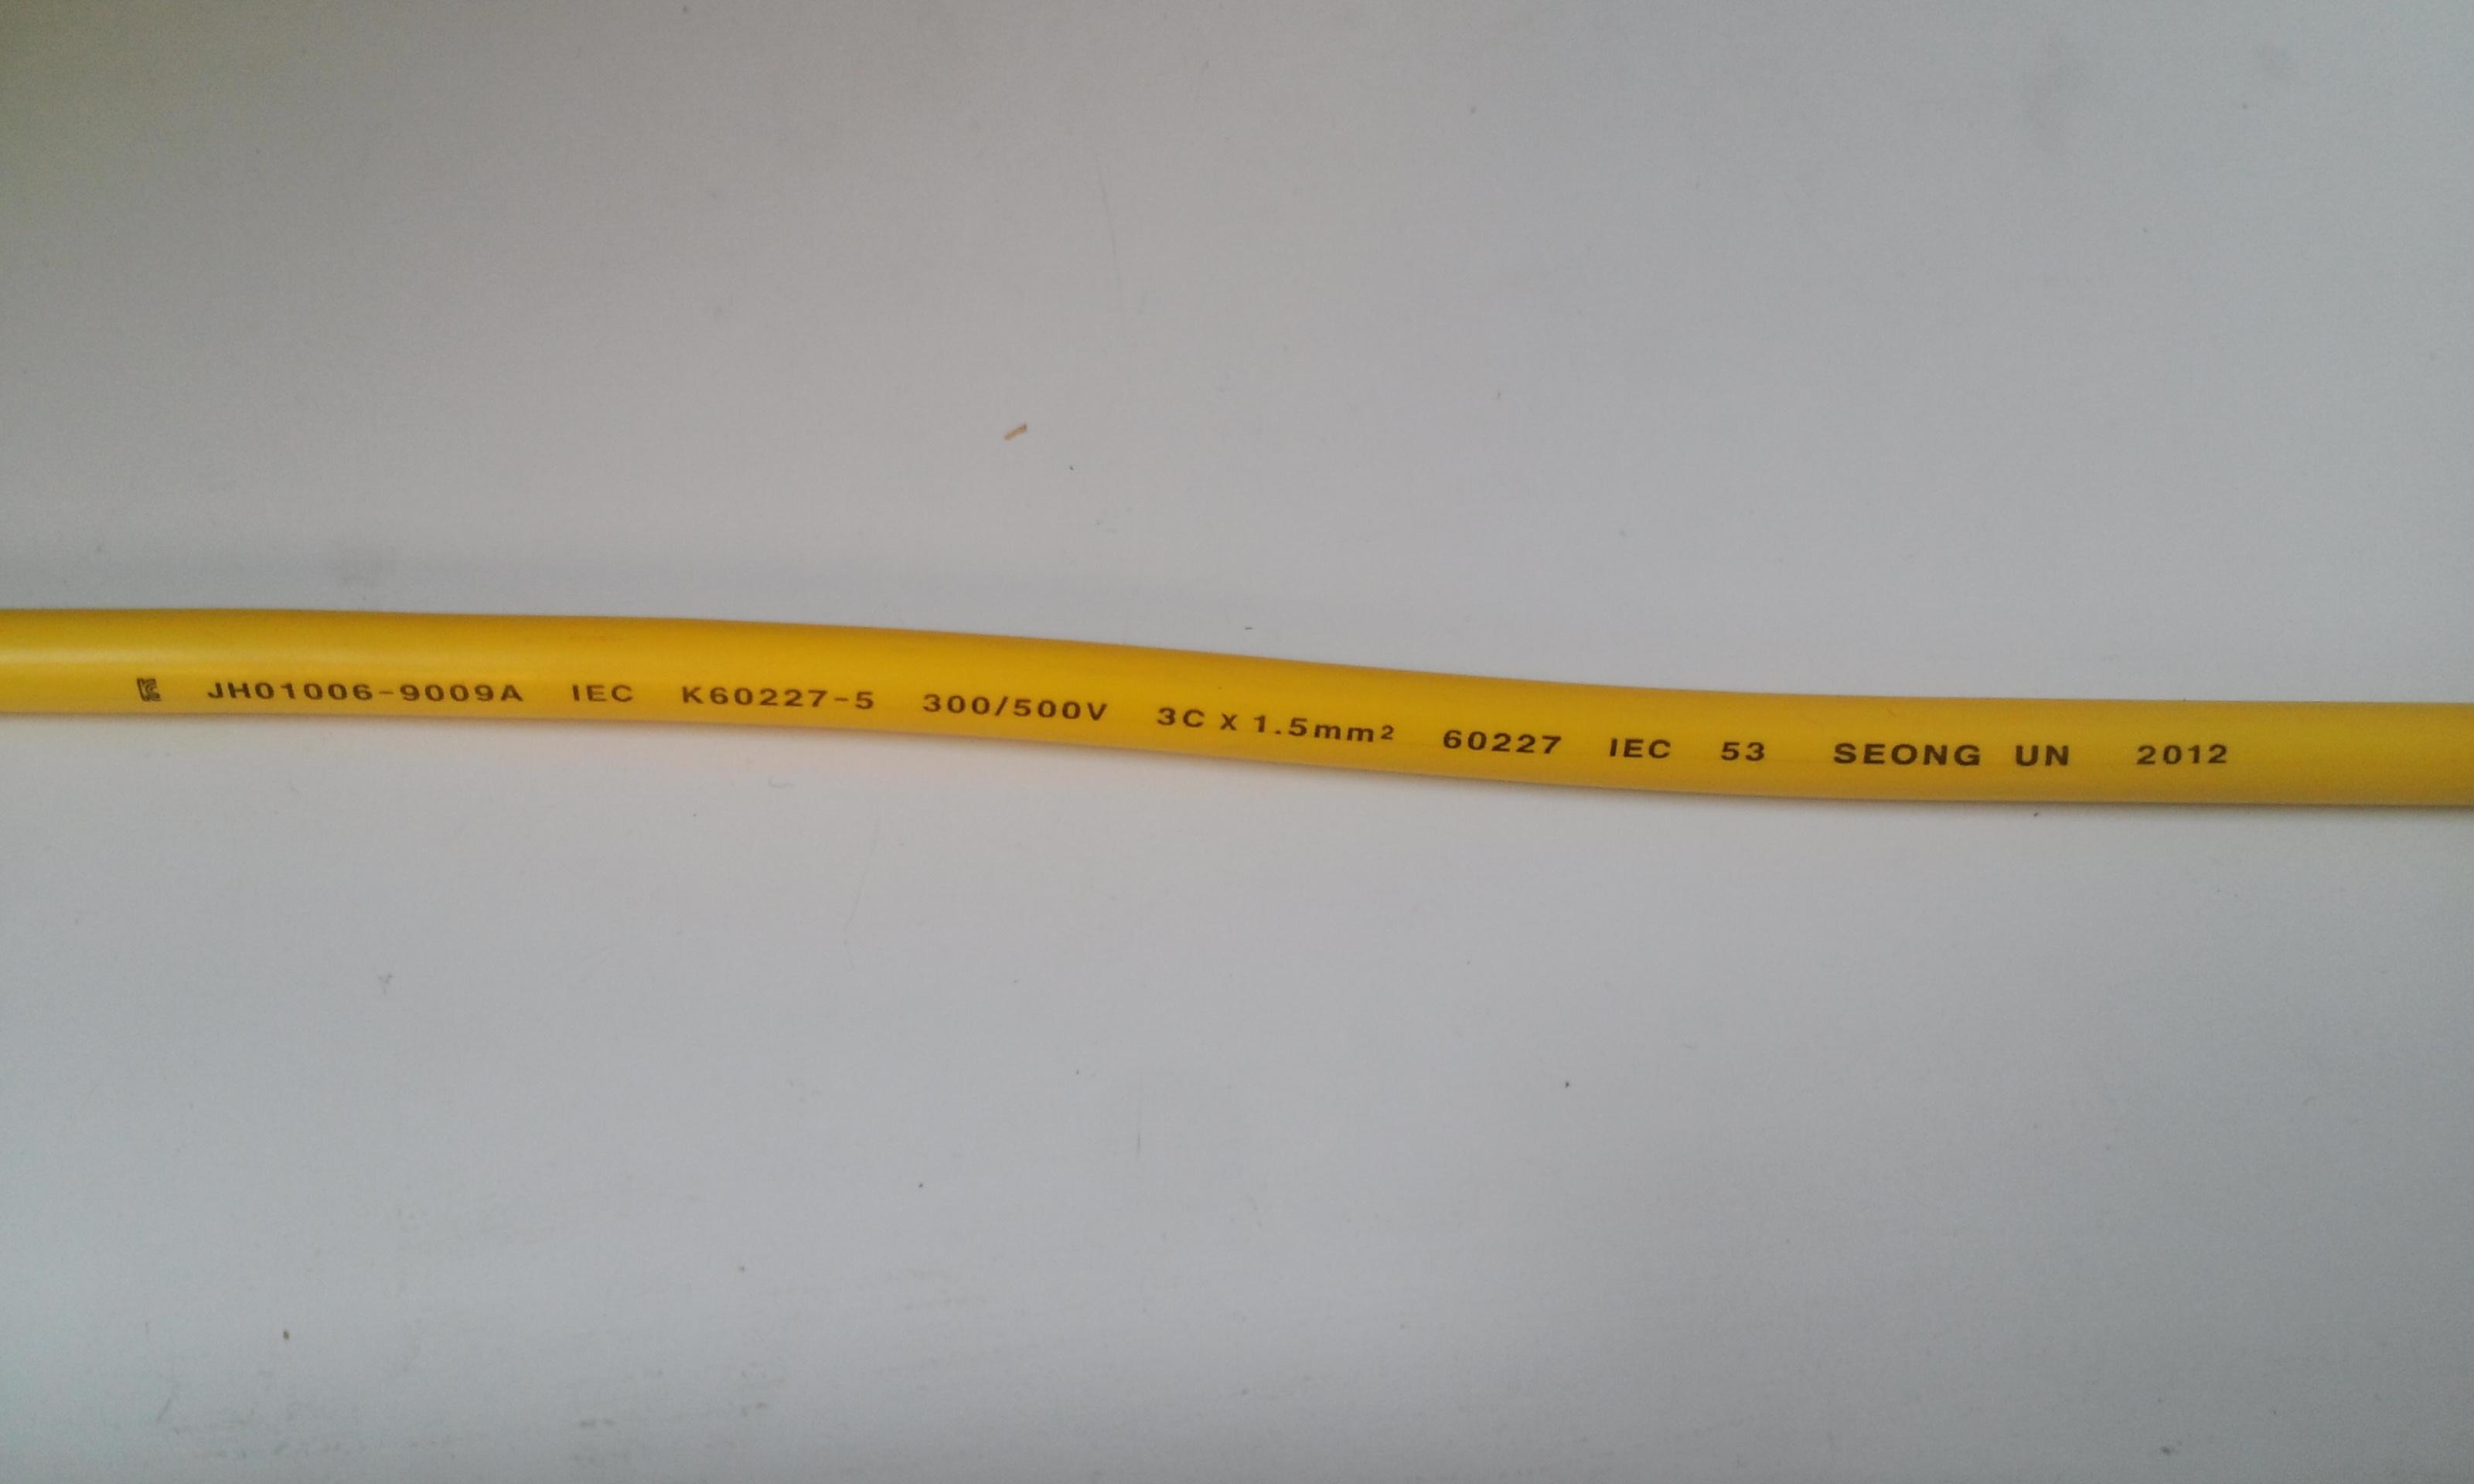 JH01006-9009A IEC K60227-5 300/500V 3C X 1.5mm² 60227 IEC 53 SEONG UN 2012